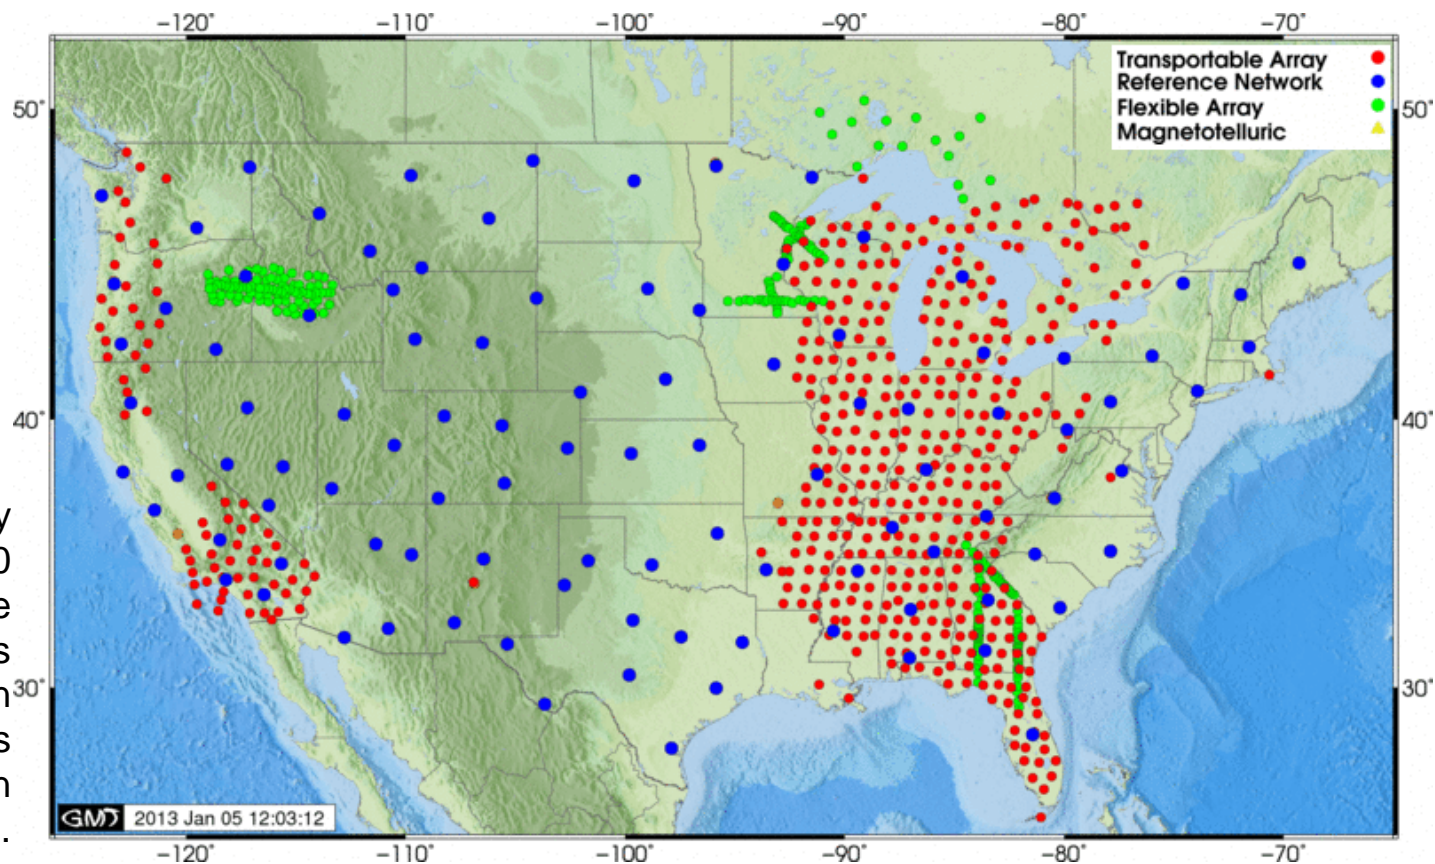 −120° −110° −100° −90° −80° −70°
Transportable Array
Reference Network
Flexible Array
Magnetotelluric
50° 50°
40° 40°
30° 30°
y
0
e
s
n
s
n
.
GMT 2013 Jan 05 12:03:12
−120° −110° −100° −90° −80° −70°